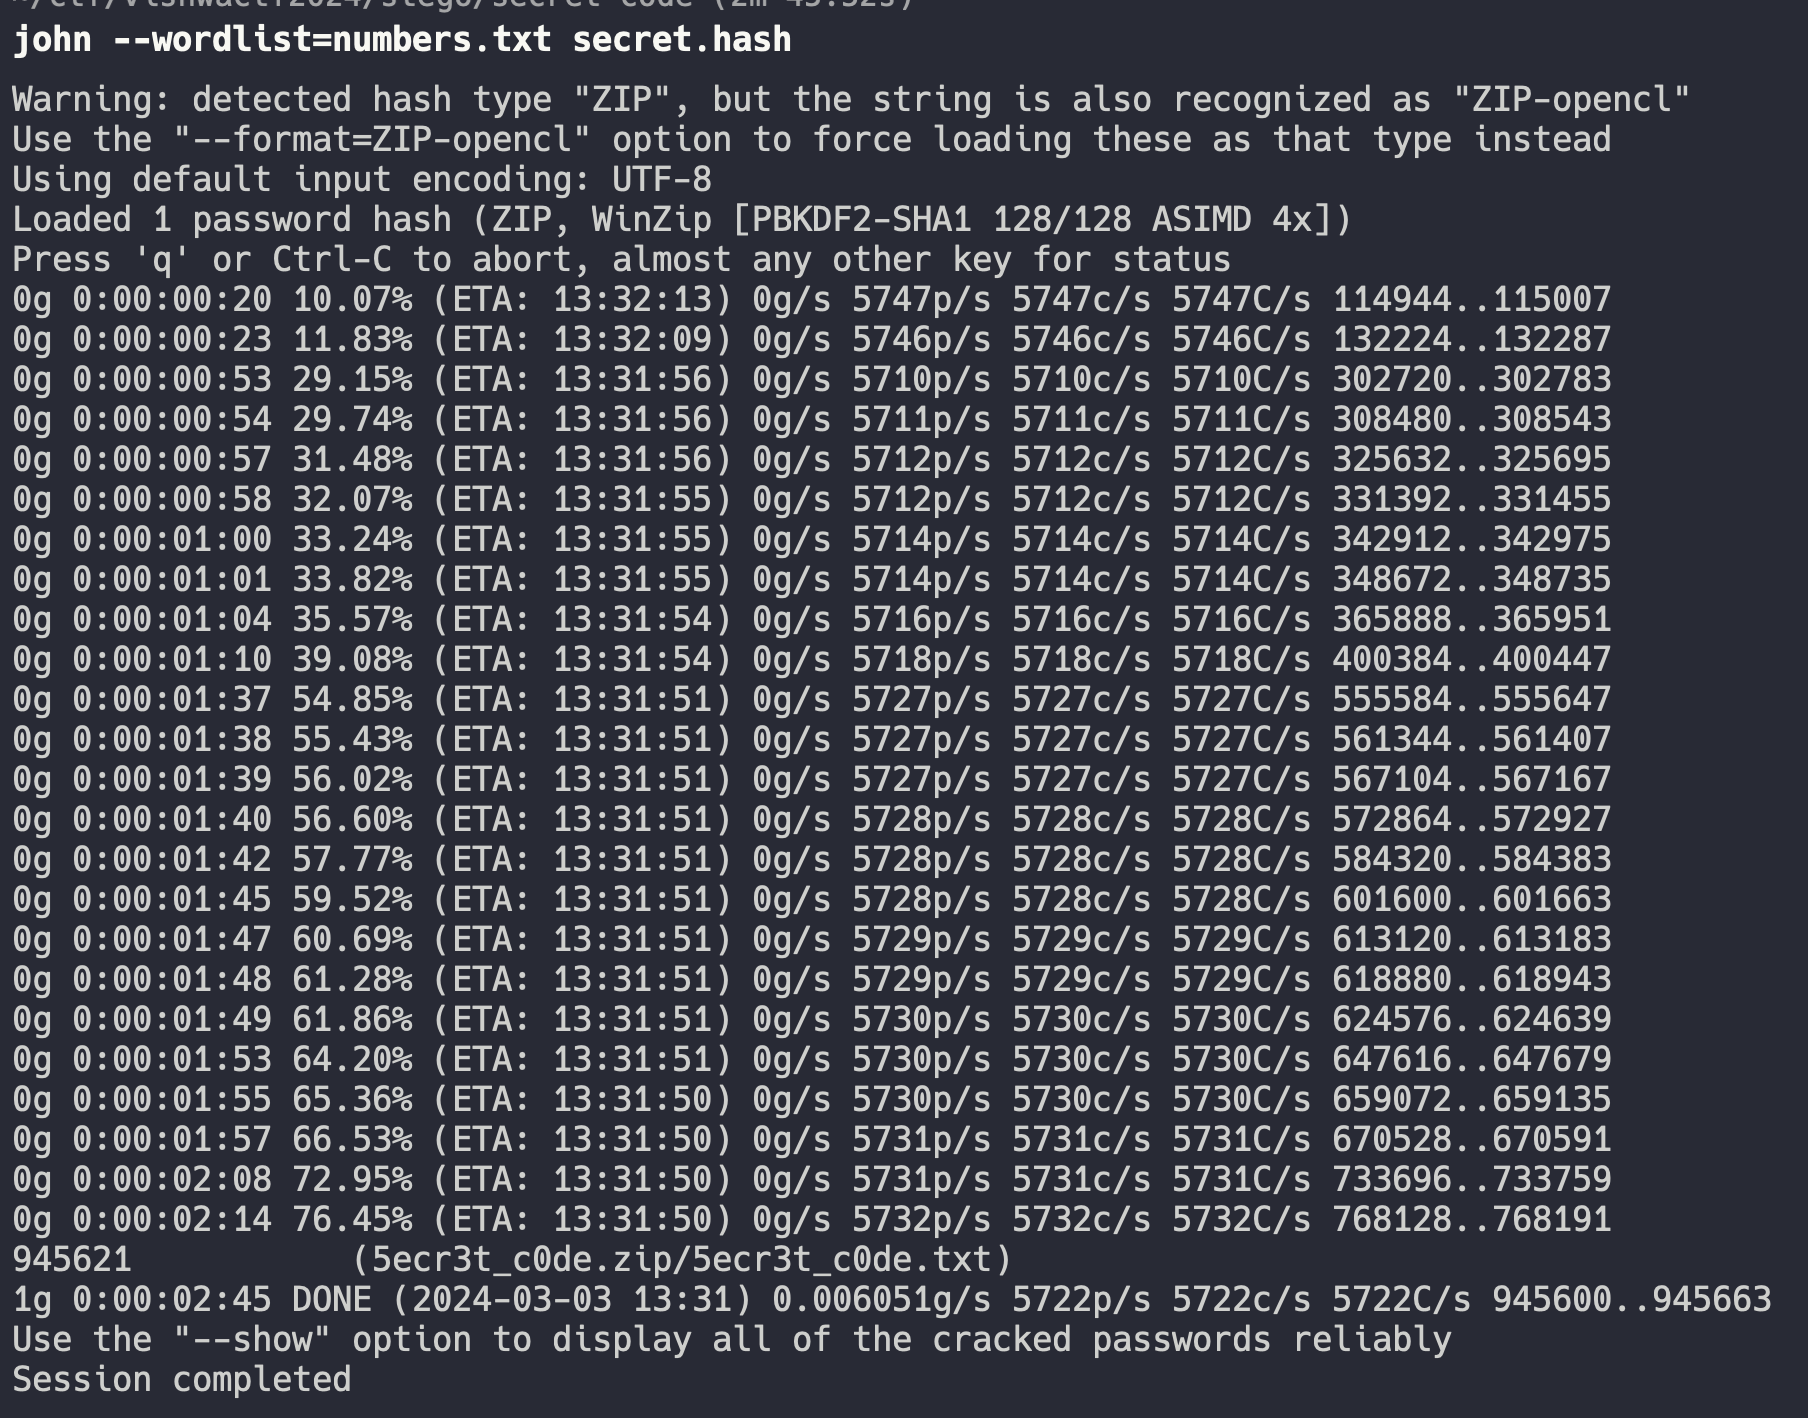 ~/ctf/vishwactf2024/stego/secret code (2m 45.52s)
john --wordlist=numbers.txt secret.hash
Warning: detected hash type "ZIP", but the string is also recognized as "ZIP-opencl"
Use the "--format=ZIP-opencl" option to force loading these as that type instead
Using default input encoding: UTF-8
Loaded 1 password hash (ZIP, WinZip [PBKDF2-SHA1 128/128 ASIMD 4x])
Press 'q' or Ctrl-C to abort, almost any other key for status
0g 0:00:00:20 10.07% (ETA: 13:32:13) 0g/s 5747p/s 5747c/s 5747C/s 114944..115007
0g 0:00:00:23 11.83% (ETA: 13:32:09) 0g/s 5746p/s 5746c/s 5746C/s 132224..132287
0g 0:00:00:53 29.15% (ETA: 13:31:56) 0g/s 5710p/s 5710c/s 5710C/s 302720..302783
0g 0:00:00:54 29.74% (ETA: 13:31:56) 0g/s 5711p/s 5711c/s 5711C/s 308480..308543
0g 0:00:00:57 31.48% (ETA: 13:31:56) 0g/s 5712p/s 5712c/s 5712C/s 325632..325695
0g 0:00:00:58 32.07% (ETA: 13:31:55) 0g/s 5712p/s 5712c/s 5712C/s 331392..331455
0g 0:00:01:00 33.24% (ETA: 13:31:55) 0g/s 5714p/s 5714c/s 5714C/s 342912..342975
0g 0:00:01:01 33.82% (ETA: 13:31:55) 0g/s 5714p/s 5714c/s 5714C/s 348672..348735
0g 0:00:01:04 35.57% (ETA: 13:31:54) 0g/s 5716p/s 5716c/s 5716C/s 365888..365951
0g 0:00:01:10 39.08% (ETA: 13:31:54) 0g/s 5718p/s 5718c/s 5718C/s 400384..400447
0g 0:00:01:37 54.85% (ETA: 13:31:51) 0g/s 5727p/s 5727c/s 5727C/s 555584..555647
0g 0:00:01:38 55.43% (ETA: 13:31:51) 0g/s 5727p/s 5727c/s 5727C/s 561344..561407
0g 0:00:01:39 56.02% (ETA: 13:31:51) 0g/s 5727p/s 5727c/s 5727C/s 567104..567167
0g 0:00:01:40 56.60% (ETA: 13:31:51) 0g/s 5728p/s 5728c/s 5728C/s 572864..572927
0g 0:00:01:42 57.77% (ETA: 13:31:51) 0g/s 5728p/s 5728c/s 5728C/s 584320..584383
0g 0:00:01:45 59.52% (ETA: 13:31:51) 0g/s 5728p/s 5728c/s 5728C/s 601600..601663
0g 0:00:01:47 60.69% (ETA: 13:31:51) 0g/s 5729p/s 5729c/s 5729C/s 613120..613183
0g 0:00:01:48 61.28% (ETA: 13:31:51) 0g/s 5729p/s 5729c/s 5729C/s 618880..618943
0g 0:00:01:49 61.86% (ETA: 13:31:51) 0g/s 5730p/s 5730c/s 5730C/s 624576..624639
0g 0:00:01:53 64.20% (ETA: 13:31:51) 0g/s 5730p/s 5730c/s 5730C/s 647616..647679
0g 0:00:01:55 65.36% (ETA: 13:31:50) 0g/s 5730p/s 5730c/s 5730C/s 659072..659135
0g 0:00:01:57 66.53% (ETA: 13:31:50) 0g/s 5731p/s 5731c/s 5731C/s 670528..670591
0g 0:00:02:08 72.95% (ETA: 13:31:50) 0g/s 5731p/s 5731c/s 5731C/s 733696..733759
0g 0:00:02:14 76.45% (ETA: 13:31:50) 0g/s 5732p/s 5732c/s 5732C/s 768128..768191
945621           (5ecr3t_c0de.zip/5ecr3t_c0de.txt)
1g 0:00:02:45 DONE (2024-03-03 13:31) 0.006051g/s 5722p/s 5722c/s 5722C/s 945600..945663
Use the "--show" option to display all of the cracked passwords reliably
Session completed